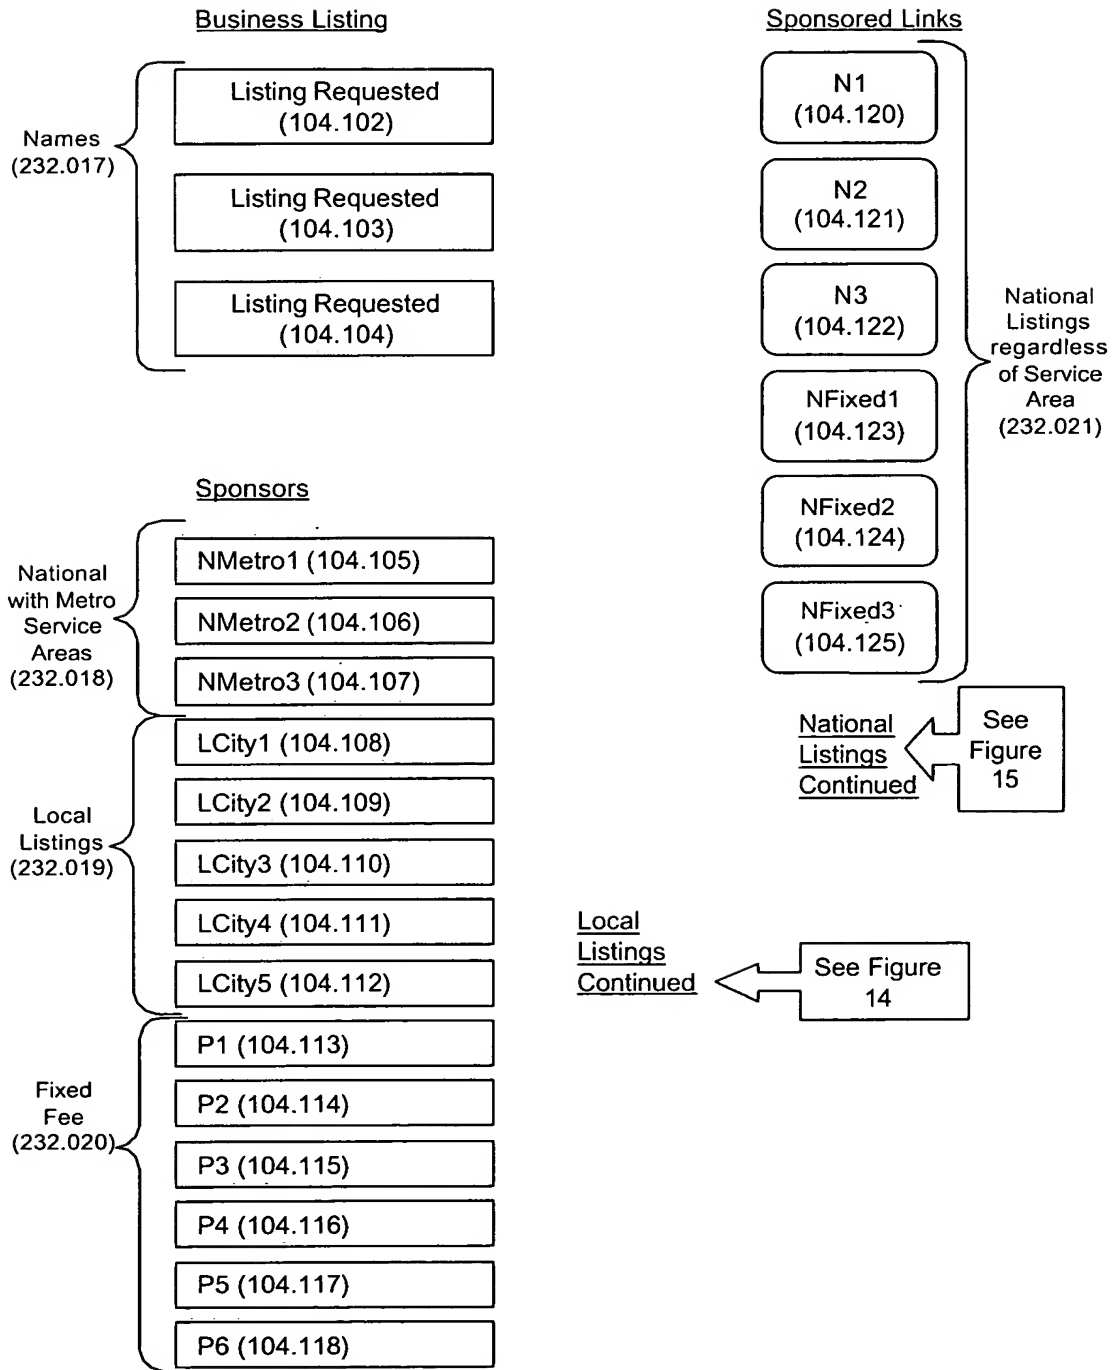 Business Listing
Names
(232.017)
Listing Requested
(104.102)
Listing Requested
(104.103)
Listing Requested
(104.104)
Sponsors
National
with Metro
Service
Areas
(232.018)
NMetro1 (104.105)
NMetro2 (104.106)
NMetro3 (104.107)
Local
Listings
(232.019)
LCity1 (104.108)
LCity2 (104.109)
LCity3 (104.110)
LCity4 (104.111)
LCity5 (104.112)
Fixed
Fee
(232.020)
P1 (104.113)
P2 (104.114)
P3 (104.115)
P4 (104.116)
P5 (104.117)
P6 (104.118)
Sponsored Links
N1
(104.120)
N2
(104.121)
N3
(104.122)
NFixed1
(104.123)
NFixed2
(104.124)
NFixed3
(104.125)
National
Listings
regardless
of Service
Area
(232.021)
National
Listings
Continued
See
Figure
15
Local
Listings
Continued
See Figure
14